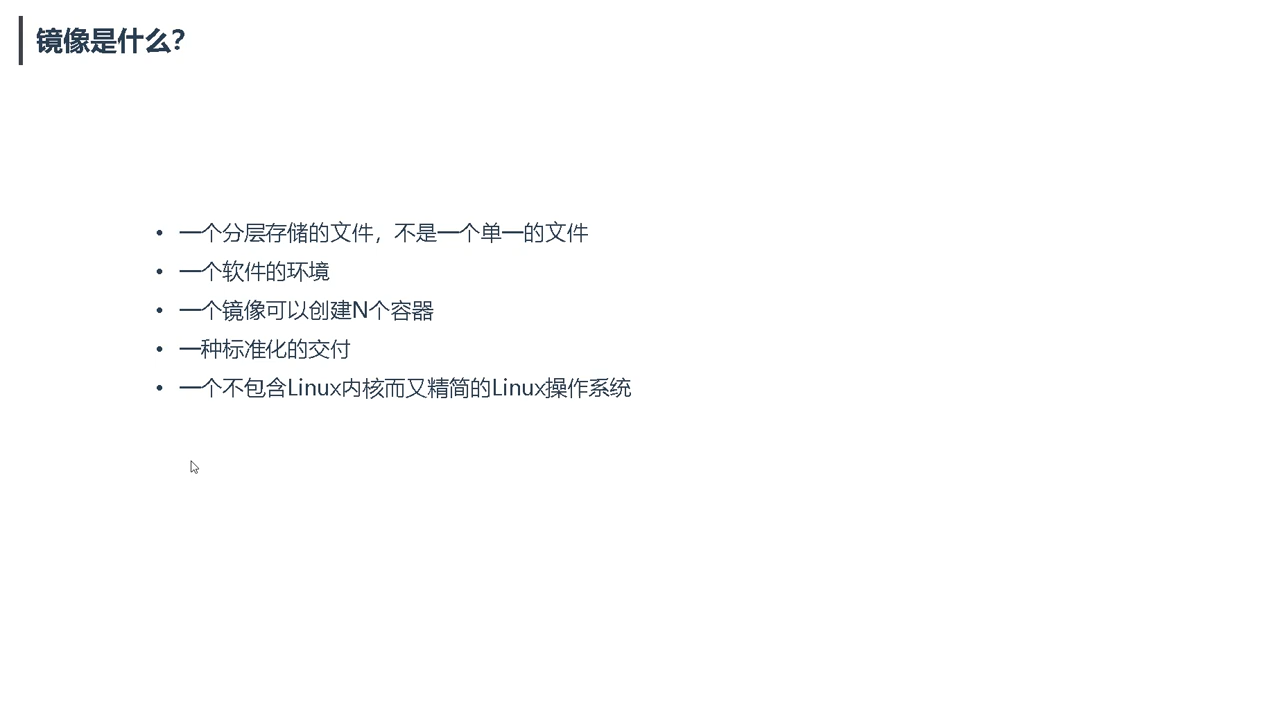 镜像是什么?
• 一个分层存储的文件，不是一个单一的文件
• 一个软件的环境
• 一个镜像可以创建N个容器
• 一种标准化的交付
• 一个不包含Linux内核而又精简的Linux操作系统